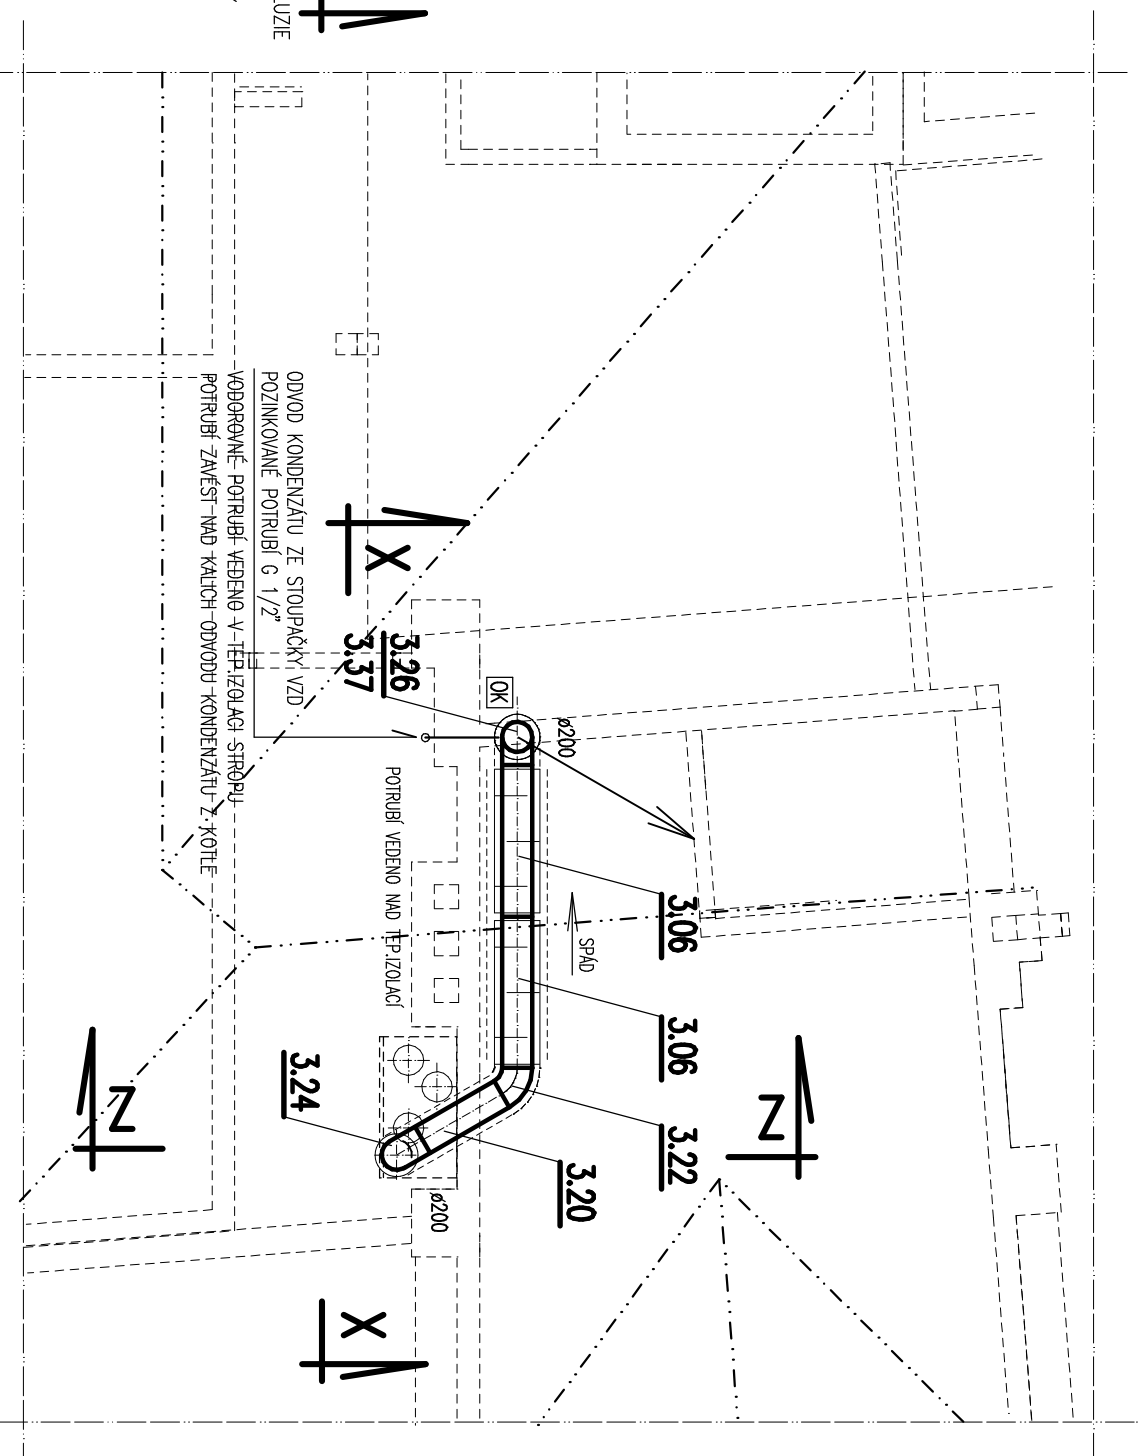 LUZIE
ODVOD KONDENZÁTU ZE STOUPAČKY VZD
POZINKOVANÉ POTRUBÍ G 1/2"
VODOROVNÉ POTRUBÍ VEDENO V TEP.IZOLACI STROPU
POTRUBÍ ZAVÉST NAD KALICH ODVODU KONDENZÁTU Z KOTLE
X
3.26
3.37
OK
ø200
POTRUBÍ VEDENO NAD TEP.IZOLACÍ
3.06
SPÁD
3.06
3.22
3.20
3.24
ø200
Z
Z
X